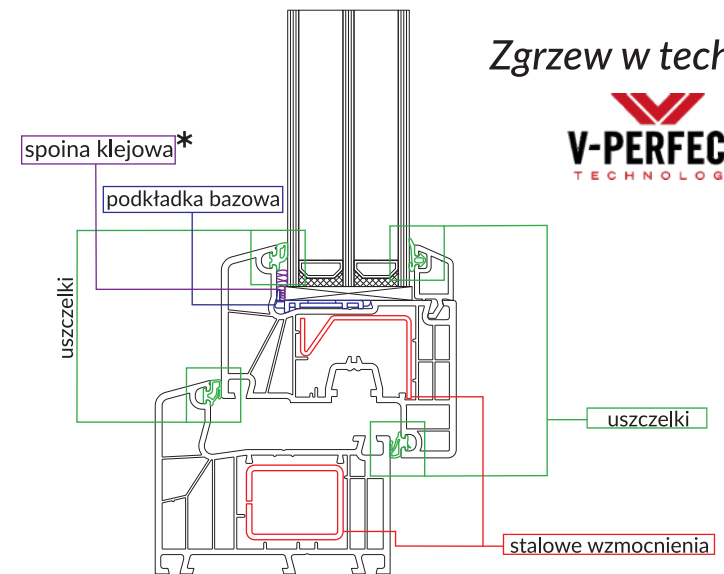 Zgrzew w tech
V-PERFEC
TECHNOLOG
spoina klejowa*
podkładka bazowa
uszczelki
uszczelki
stalowe wzmocnienia